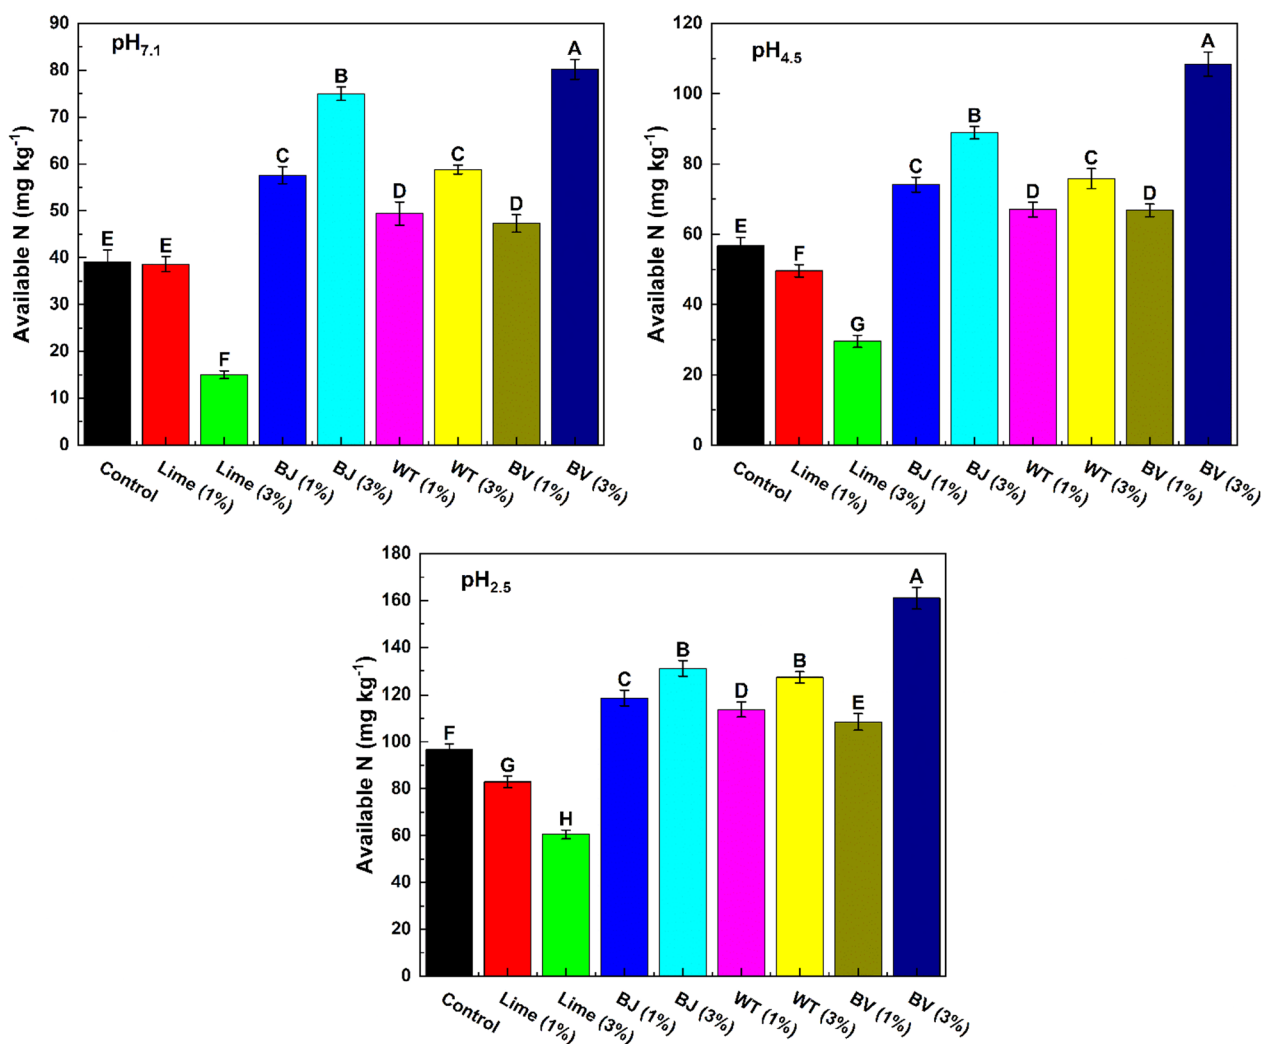 pH7.1
Available N (mg kg-1)
90
80
70
60
50
40
30
20
10
0
E
E
F
C
B
D
C
D
A
Control
Lime (1%)
Lime (3%)
BJ (1%)
BJ (3%)
WT (1%)
WT (3%)
BV (1%)
BV (3%)
pH4.5
Available N (mg kg-1)
120
100
80
60
40
20
0
E
F
G
C
B
D
C
D
A
Control
Lime (1%)
Lime (3%)
BJ (1%)
BJ (3%)
WT (1%)
WT (3%)
BV (1%)
BV (3%)
pH2.5
Available N (mg kg-1)
180
160
140
120
100
80
60
40
20
0
F
G
H
C
B
D
B
E
A
Control
Lime (1%)
Lime (3%)
BJ (1%)
BJ (3%)
WT (1%)
WT (3%)
BV (1%)
BV (3%)